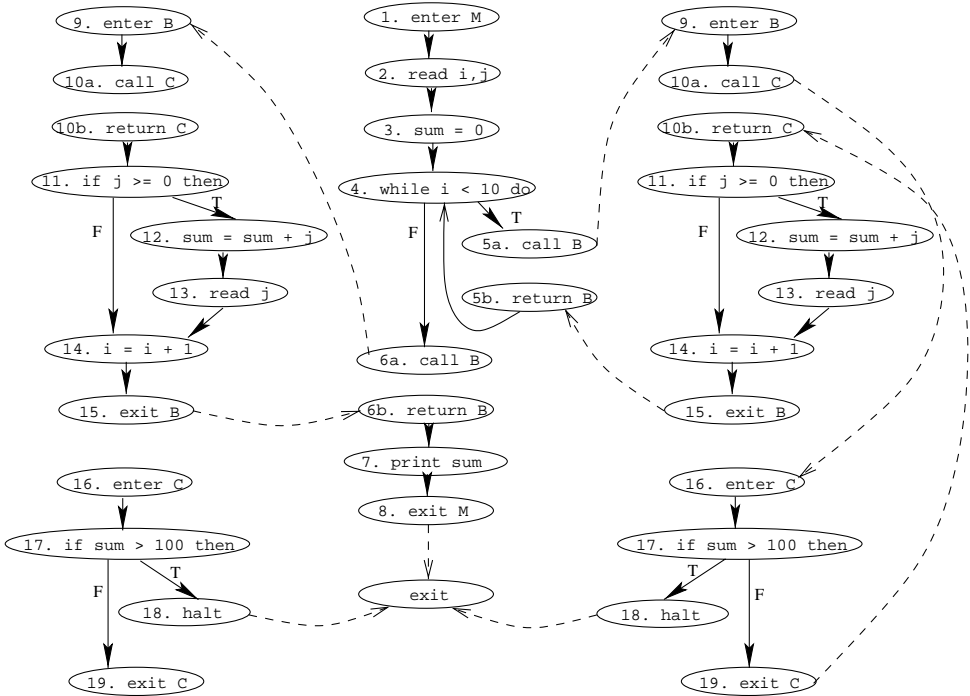 9. enter B
10a. call C
10b. return C
11. if j >= 0 then
T
F
12. sum = sum + j
13. read j
14. i = i + 1
15. exit B
16. enter C
17. if sum > 100 then
T
F
18. halt
19. exit C
1. enter M
2. read i,j
3. sum = 0
4. while i < 10 do
T
F
5a. call B
5b. return B
6a. call B
6b. return B
7. print sum
8. exit M
exit
9. enter B
10a. call C
10b. return C
11. if j >= 0 then
T
F
12. sum = sum + j
13. read j
14. i = i + 1
15. exit B
16. enter C
17. if sum > 100 then
T
F
18. halt
19. exit C